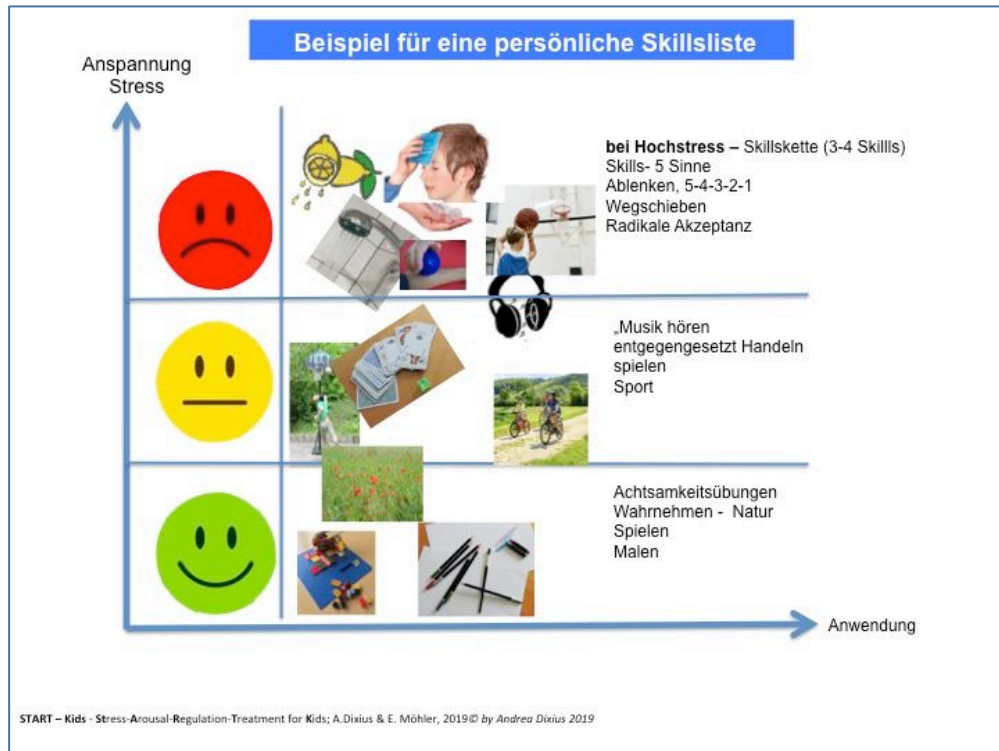 Beispiel für eine persönliche Skillsliste
Anspannung
Stress
bei Hochstress – Skillskette (3-4 Skillls)
Skills- 5 Sinne
Ablenken, 5-4-3-2-1
Wegschieben
Radikale Akzeptanz
„Musik hören
entgegengesetzt Handeln
spielen
Sport
Achtsamkeitsübungen
Wahrnehmen - Natur
Spielen
Malen
Anwendung
START – Kids - Stress-Arousal-Regulation-Treatment for Kids; A.Dixius & E. Möhler, 2019© by Andrea Dixius 2019